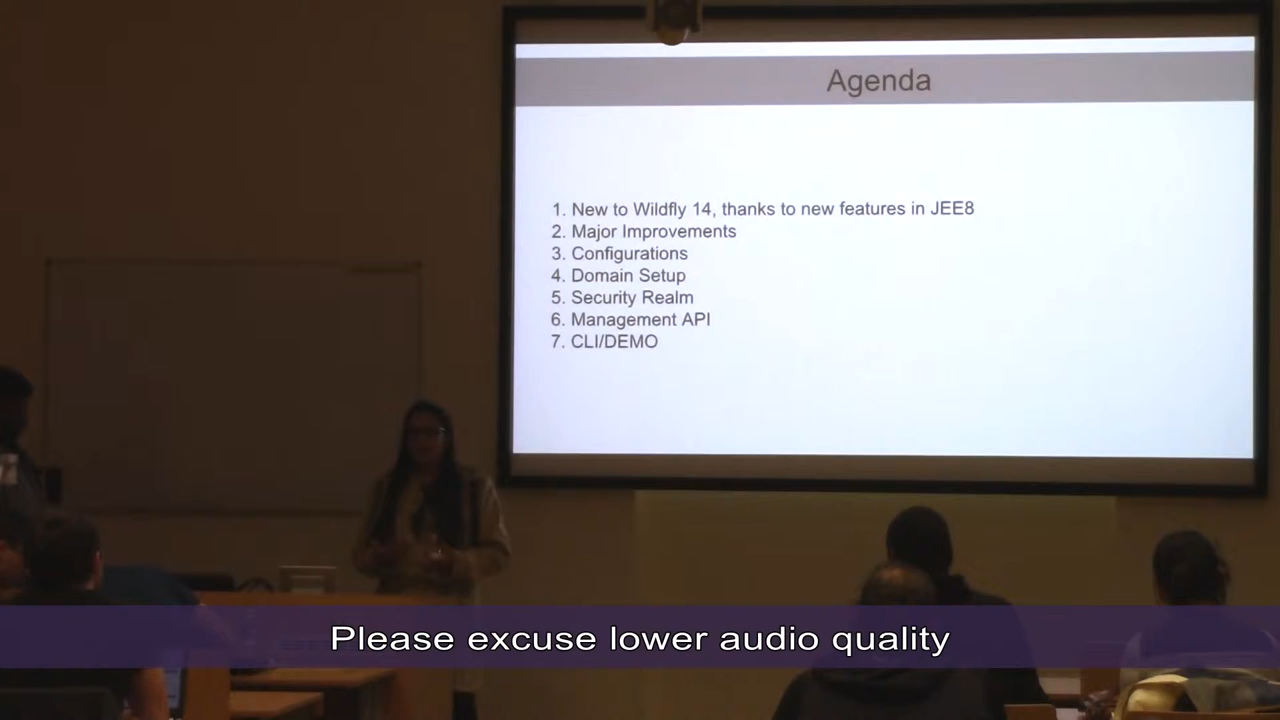 Agenda
1. New to Wildfly 14, thanks to new features in JEE8
2. Major Improvements
3. Configurations
4. Domain Setup
5. Security Realm
6. Management API
7. CLI/DEMO
Please excuse lower audio quality